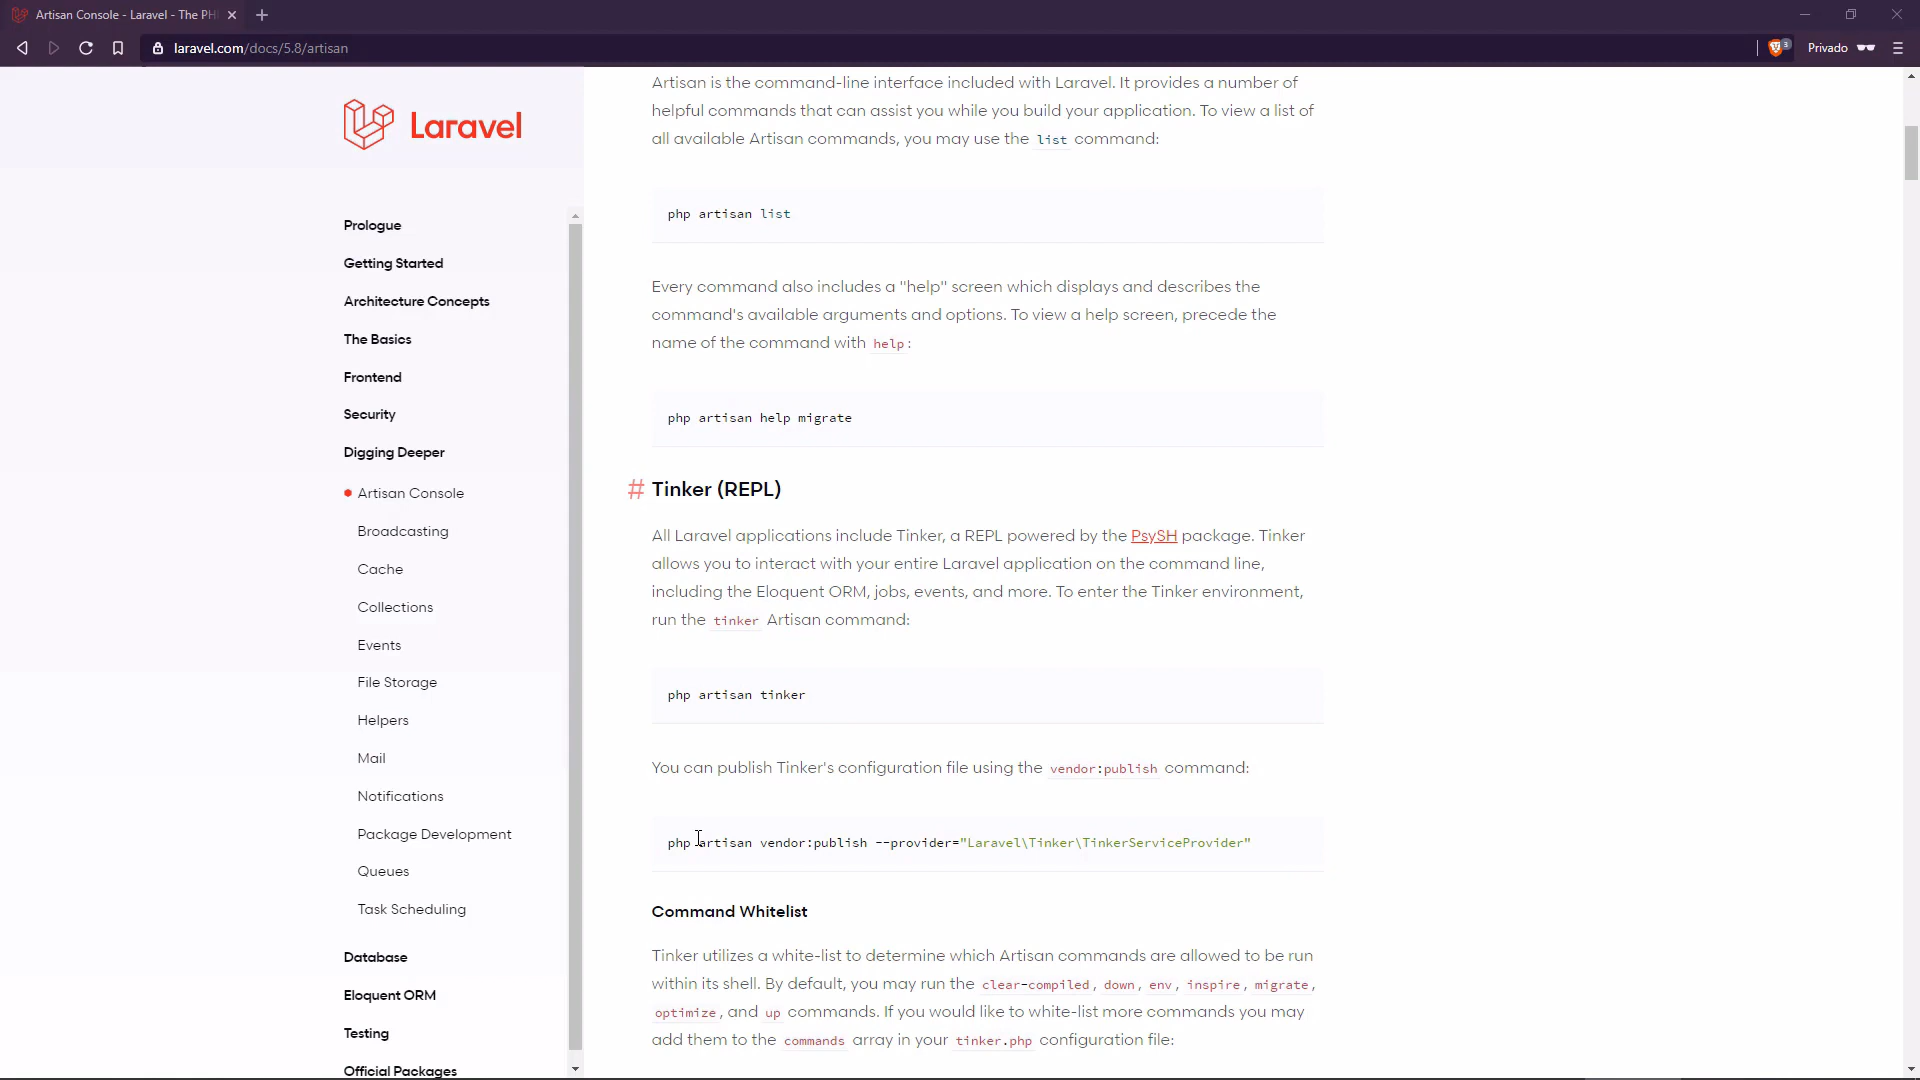 Artisan Console - Laravel - The PH
laravel.com/docs/5.8/artisan
3
Privado
Laravel
Prologue
Getting Started
Architecture Concepts
The Basics
Frontend
Security
Digging Deeper
Artisan Console
Broadcasting
Cache
Collections
Events
File Storage
Helpers
Mail
Notifications
Package Development
Queues
Task Scheduling
Database
Eloquent ORM
Testing
Official Packages
Artisan is the command-line interface included with Laravel. It provides a number of
helpful commands that can assist you while you build your application. To view a list of
all available Artisan commands, you may use the list command:
php artisan list
Every command also includes a "help" screen which displays and describes the
command's available arguments and options. To view a help screen, precede the
name of the command with help:
php artisan help migrate
# Tinker (REPL)
All Laravel applications include Tinker, a REPL powered by the PsySH package. Tinker
allows you to interact with your entire Laravel application on the command line,
including the Eloquent ORM, jobs, events, and more. To enter the Tinker environment,
run the tinker Artisan command:
php artisan tinker
You can publish Tinker's configuration file using the vendor:publish command:
php artisan vendor:publish --provider="Laravel\Tinker\TinkerServiceProvider"
Command Whitelist
Tinker utilizes a white-list to determine which Artisan commands are allowed to be run
within its shell. By default, you may run the clear-compiled, down, env, inspire, migrate,
optimize, and up commands. If you would like to white-list more commands you may
add them to the commands array in your tinker.php configuration file: